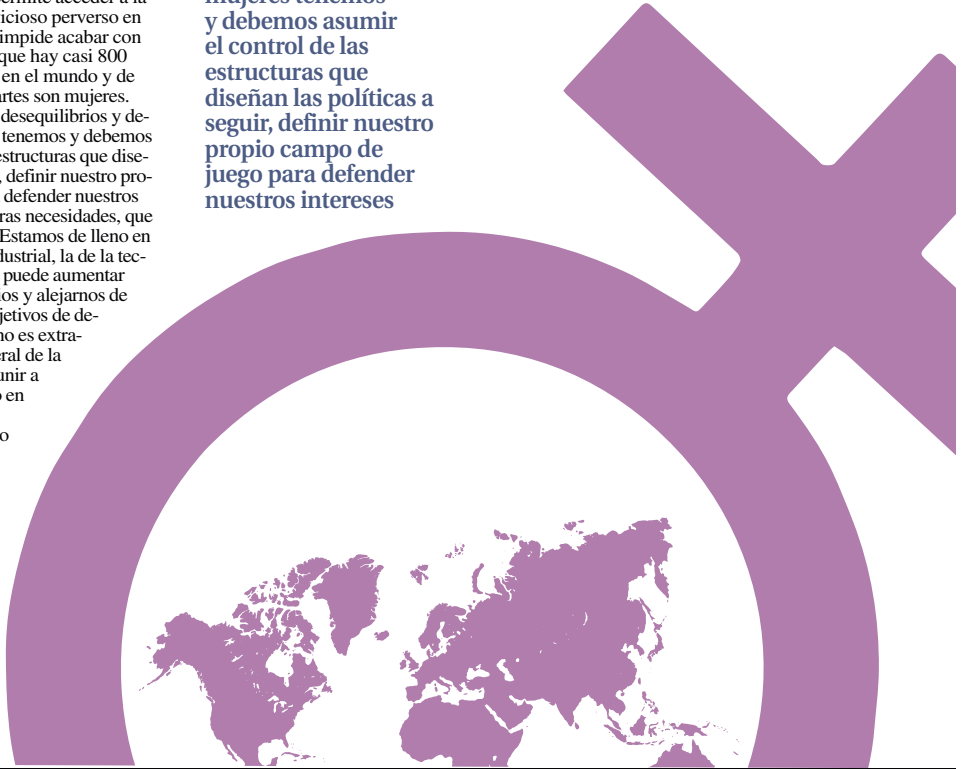 permite acceder a la
icioso perverso en
impide acabar con
que hay casi 800
en el mundo y de
artes son mujeres.
desequilibrios y de-
tenemos y debemos
estructuras que dise-
, definir nuestro pro-
defender nuestros
ras necesidades, que
Estamos de lleno en
dustrial, la de la tec-
puede aumentar
ios y alejarnos de
jetivos de de-
no es extra-
eral de la
unir a
o en
o
mujeres tenemos
y debemos asumir
el control de las
estructuras que
diseñan las políticas a
seguir, definir nuestro
propio campo de
juego para defender
nuestros intereses